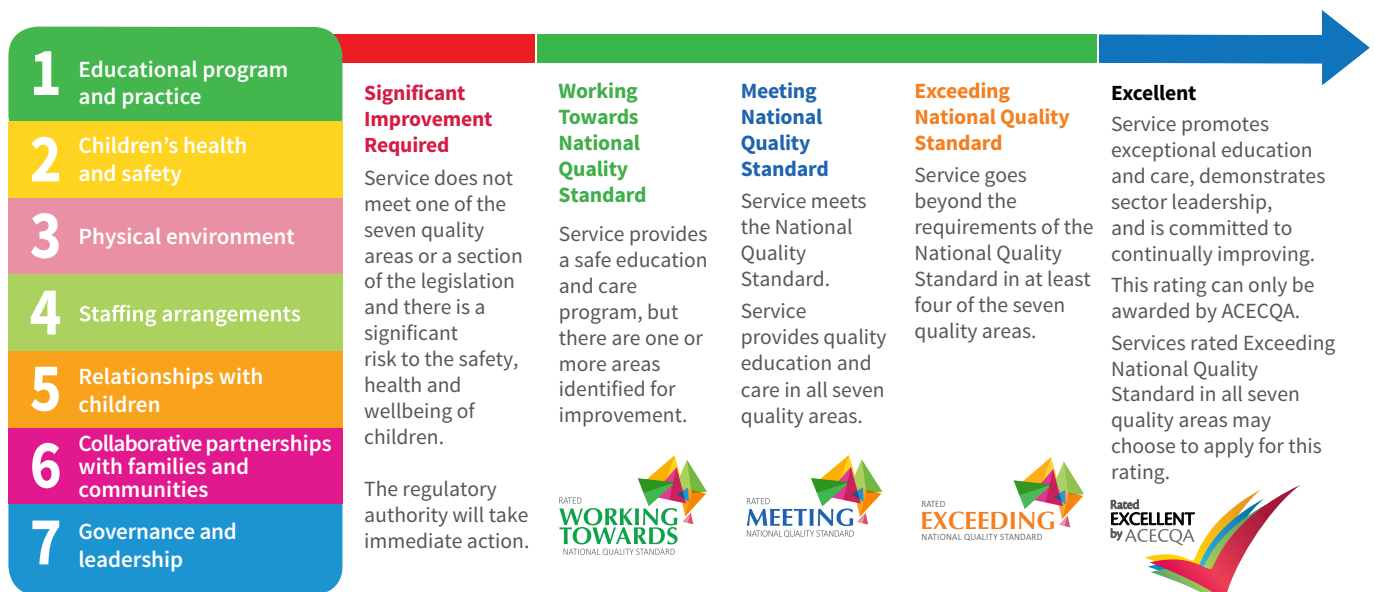 1
Educational program
and practice
2
Children's health
and safety
3
Physical environment
4
Staffing arrangements
5
Relationships with
children
6
Collaborative partnerships
with families and
communities
7
Governance and
leadership
Significant
Improvement
Required
Service does not
meet one of the
seven quality
areas or a section
of the legislation
and there is a
significant
risk to the safety,
health and
wellbeing of
children.
The regulatory
authority will take
immediate action.
Working
Towards
National
Quality
Standard
Service provides
a safe education
and care
program, but
there are one or
more areas
identified for
improvement.
RATED
WORKING
TOWARDS
NATIONAL QUALITY STANDARD
Meeting
National
Quality
Standard
Service meets
the National
Quality
Standard.
Service
provides quality
education and
care in all seven
quality areas.
RATED
MEETING
NATIONAL QUALITY STANDARD
Exceeding
National Quality
Standard
Service goes
beyond the
requirements of the
National Quality
Standard in at least
four of the seven
quality areas.
RATED
EXCEEDING
NATIONAL QUALITY STANDARD
Excellent
Service promotes
exceptional education
and care, demonstrates
sector leadership,
and is committed to
continually improving.
This rating can only be
awarded by ACECQA.
Services rated Exceeding
National Quality
Standard in all seven
quality areas may
choose to apply for this
rating.
Rated
EXCELLENT
by ACECQA